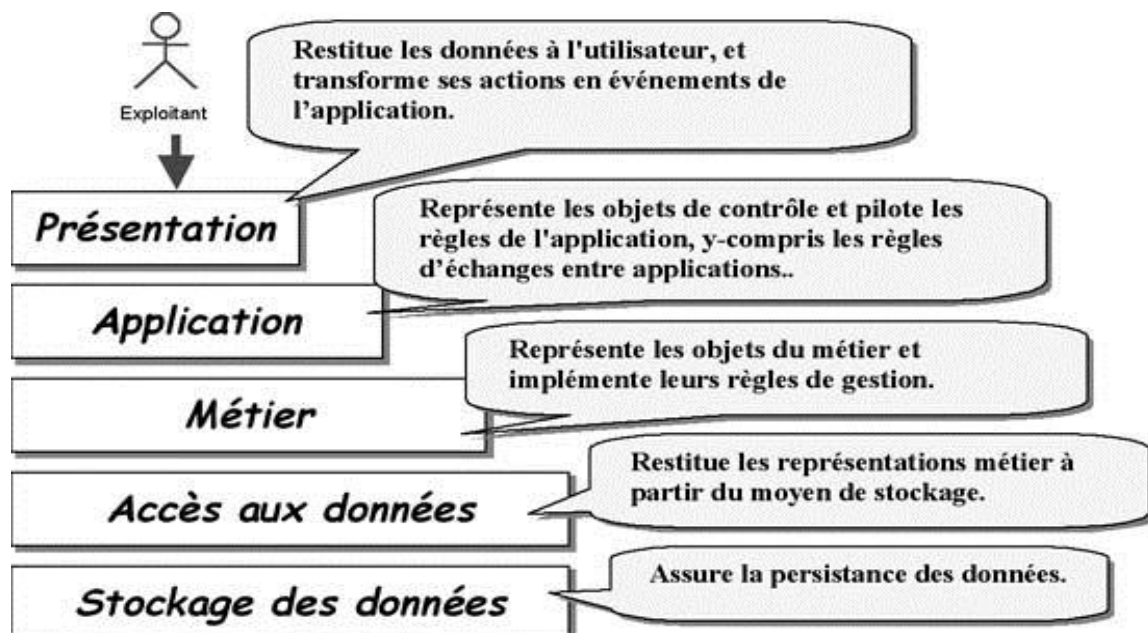 Restitue les données à l'utilisateur, et
transforme ses actions en événements de
l'application.
Exploitant
Présentation
Représente les objets de contrôle et pilote les
règles de l'application, y-compris les règles
d'échanges entre applications..
Application
Représente les objets du métier et
implémente leurs règles de gestion.
Métier
Restitue les représentations métier à
partir du moyen de stockage.
Accès aux données
Assure la persistance des données.
Stockage des données